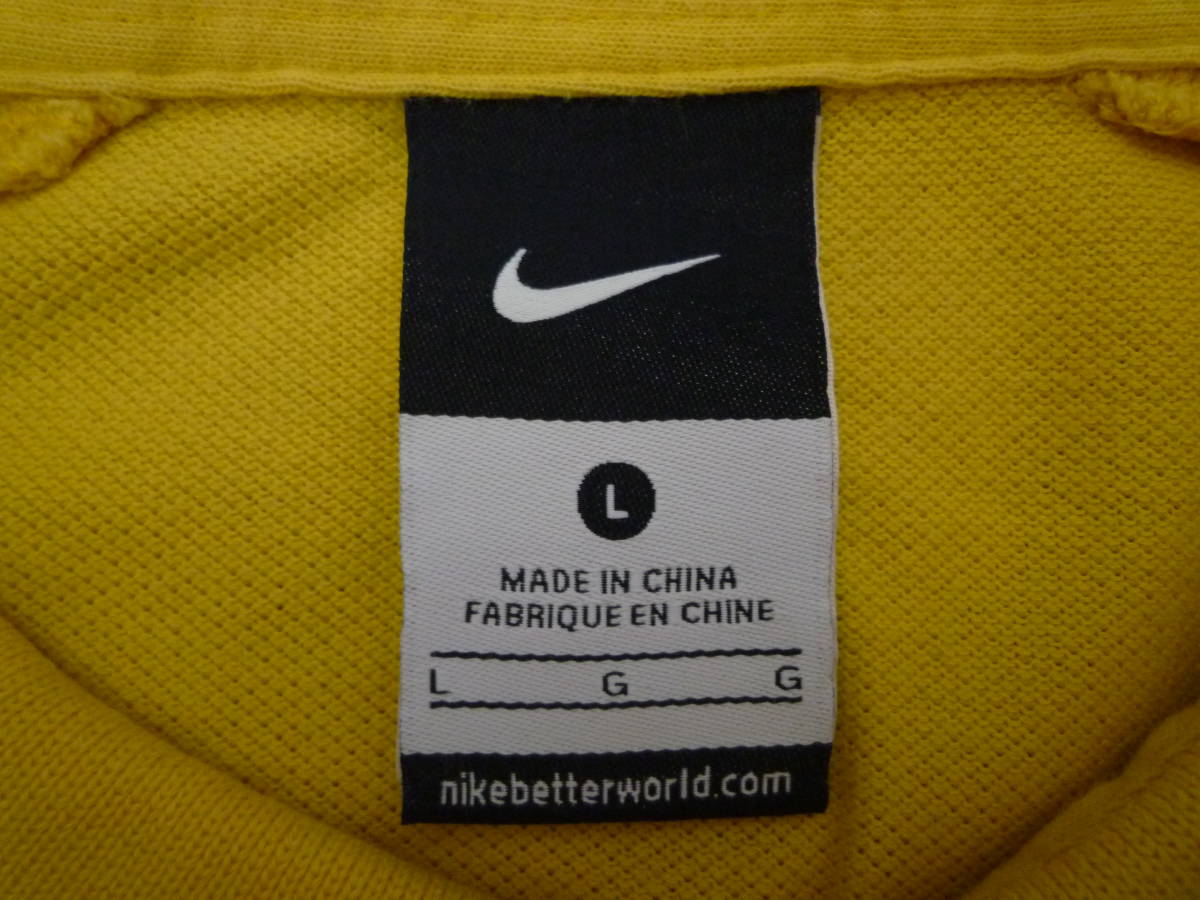 L
MADE IN CHINA
FABRIQUE EN CHINE
L G G
nikebetterworld.com